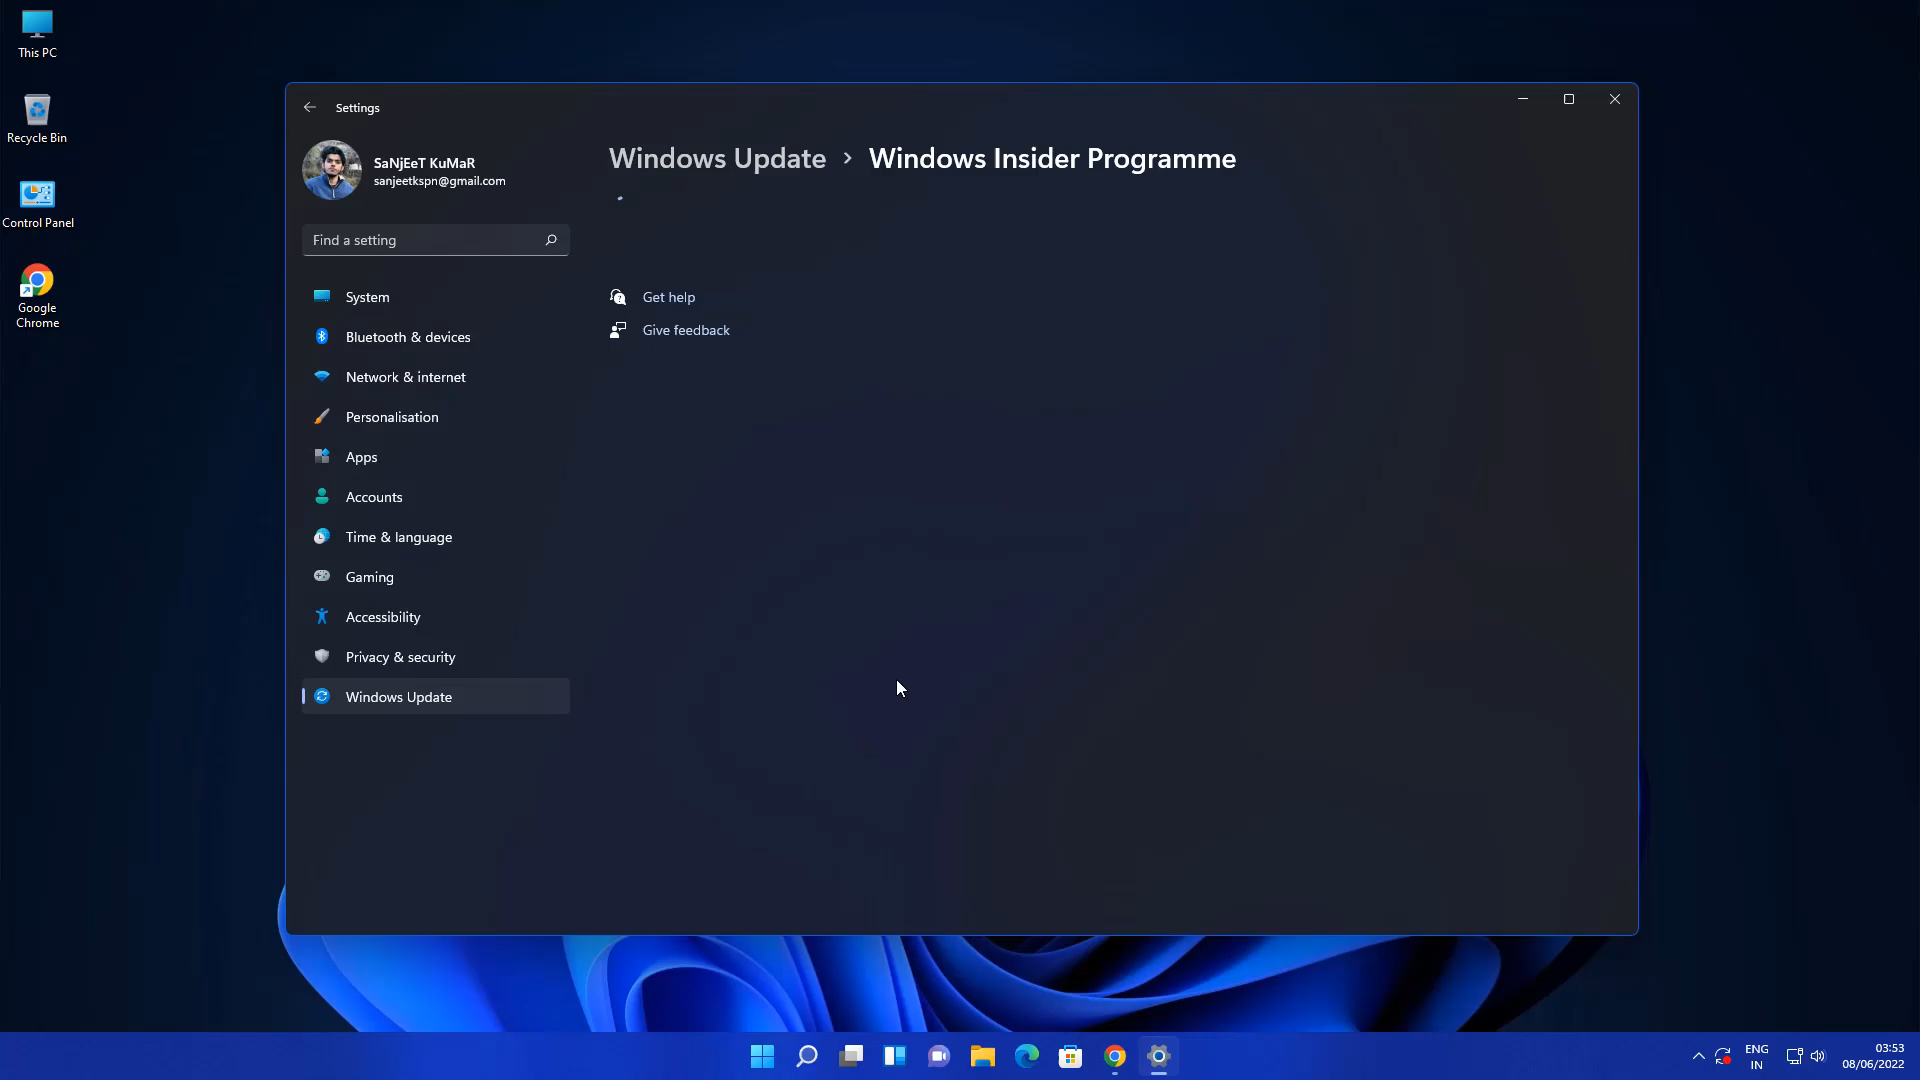 This PC
Recycle Bin
Control Panel
Google
Chrome
Settings
SaNjEeT KuMaR
sanjeetkspn@gmail.com
Find a setting
System
Bluetooth & devices
Network & internet
Personalisation
Apps
Accounts
Time & language
Gaming
Accessibility
Privacy & security
Windows Update
Windows Update > Windows Insider Programme
Get help
Give feedback
ENG
IN
03:53
08/06/2022